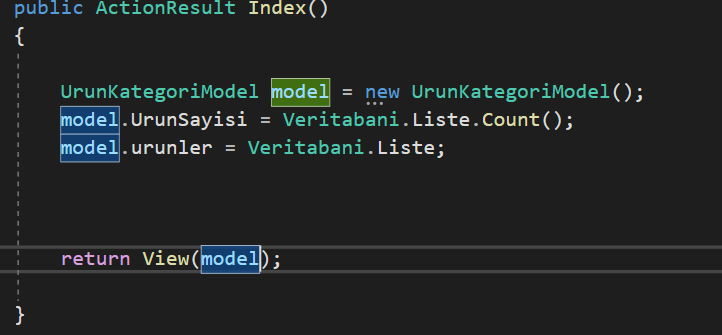 public ActionResult Index()
{
UrunKategoriModel model = new UrunKategoriModel();
model.UrunSayisi = Veritabani.Liste.Count();
model.urunler = Veritabani.Liste;
return View(model);
}